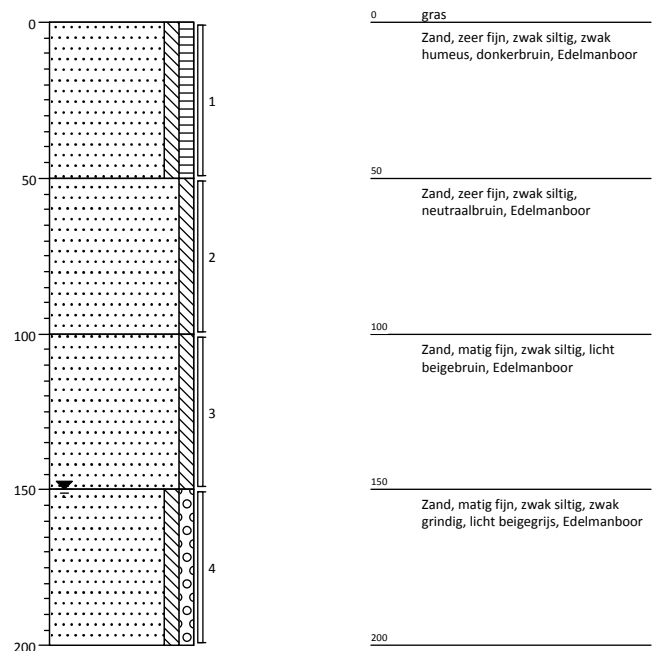 0
50
100
150
200
1
2
3
4
0
gras
Zand, zeer fijn, zwak siltig, zwak
humeus, donkerbruin, Edelmanboor
50
Zand, zeer fijn, zwak siltig,
neutraalbruin, Edelmanboor
100
Zand, matig fijn, zwak siltig, licht
beigebruin, Edelmanboor
150
Zand, matig fijn, zwak siltig, zwak
grindig, licht beigegrijs, Edelmanboor
200